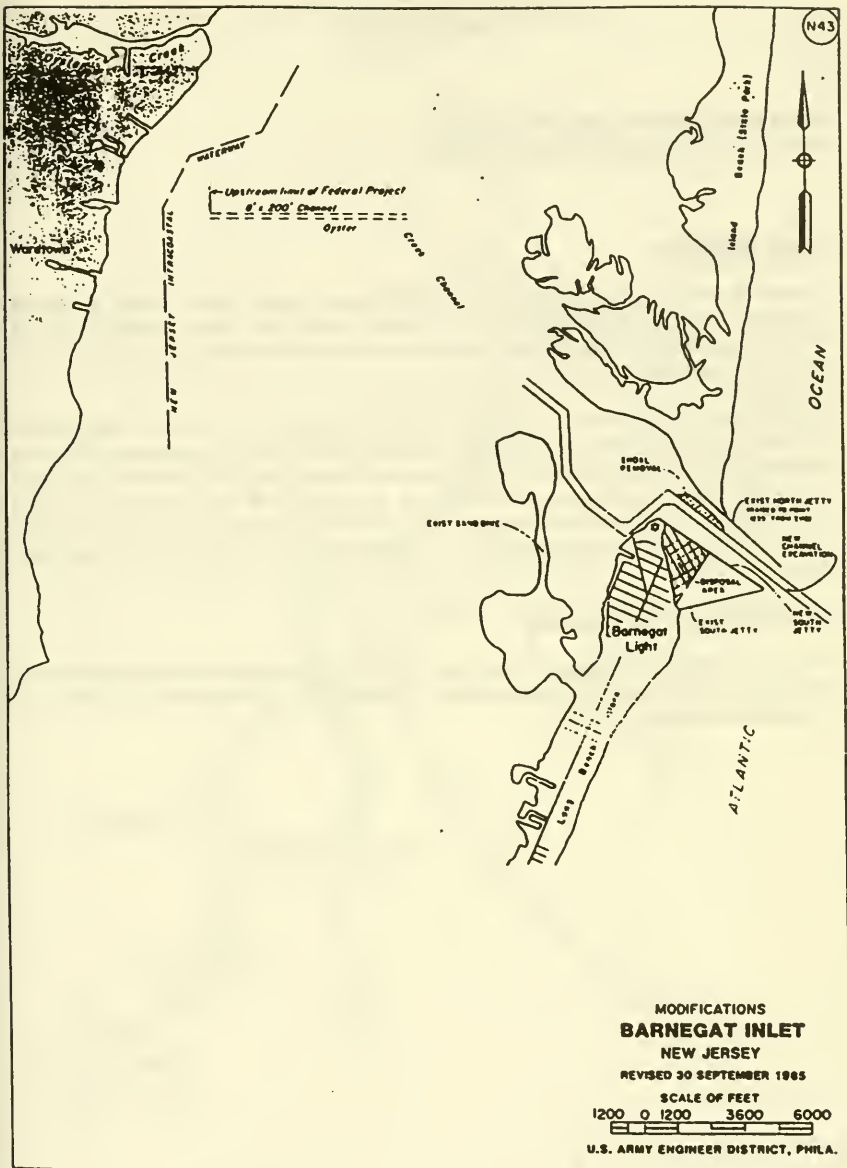 N43
Creek
WATERWAY
Upstream limit of Federal Project
8' x 200' Channel
Oyster
Creek
Channel
NEW JERSEY INTRACOASTAL
Island Beach (State Park)
OCEAN
SHOAL
REMOVAL
EXIST NORTH JETTY
EXIST SAND DIKE
NEW
CHANNEL
EXCAVATION
DISPOSAL
AREA
EXIST
SOUTH JETTY
NEW
SOUTH
JETTY
Barnegat
Light
Long Beach
ATLANTIC
MODIFICATIONS
BARNEGAT INLET
NEW JERSEY
REVISED 30 SEPTEMBER 1985
SCALE OF FEET
1200 0 1200 3600 6000
U.S. ARMY ENGINEER DISTRICT, PHILA.